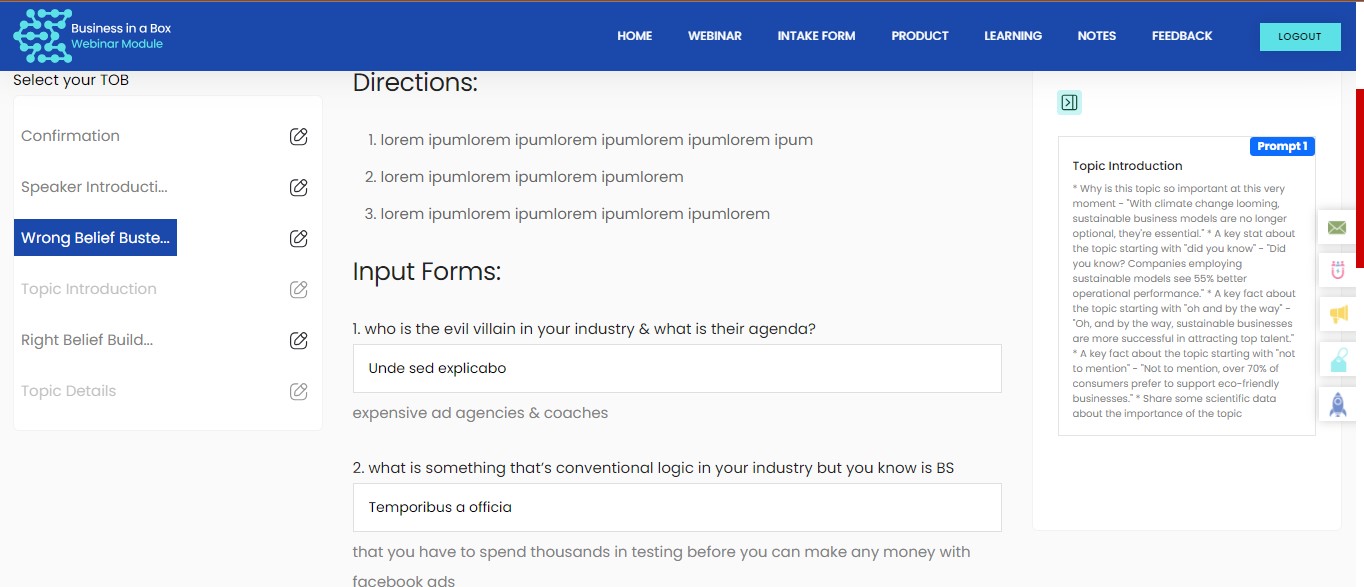 Business in a Box
Webinar Module
HOME
WEBINAR
INTAKE FORM
PRODUCT
LEARNING
NOTES
FEEDBACK
LOGOUT
Select your TOB
Confirmation
Speaker Introducti...
Wrong Belief Buste...
Topic Introduction
Right Belief Build...
Topic Details
Directions:
1. lorem ipumlorem ipumlorem ipumlorem ipumlorem ipum
2. lorem ipumlorem ipumlorem ipumlorem
3. lorem ipumlorem ipumlorem ipumlorem ipumlorem
Input Forms:
1. who is the evil villain in your industry & what is their agenda?
Unde sed explicabo
expensive ad agencies & coaches
2. what is something that’s conventional logic in your industry but you know is BS
Temporibus a officia
that you have to spend thousands in testing before you can make any money with
facebook ads
Prompt 1
Topic Introduction
* Why is this topic so important at this very
moment - "With climate change looming,
sustainable business models are no longer
optional, they're essential." * A key stat about
the topic starting with "did you know" - "Did
you know? Companies employing
sustainable models see 55% better
operational performance." * A key fact about
the topic starting with "oh and by the way" -
"Oh, and by the way, sustainable businesses
are more successful in attracting top talent."
* A key fact about the topic starting with "not
to mention" - "Not to mention, over 70% of
consumers prefer to support eco-friendly
businesses." * Share some scientific data
about the importance of the topic